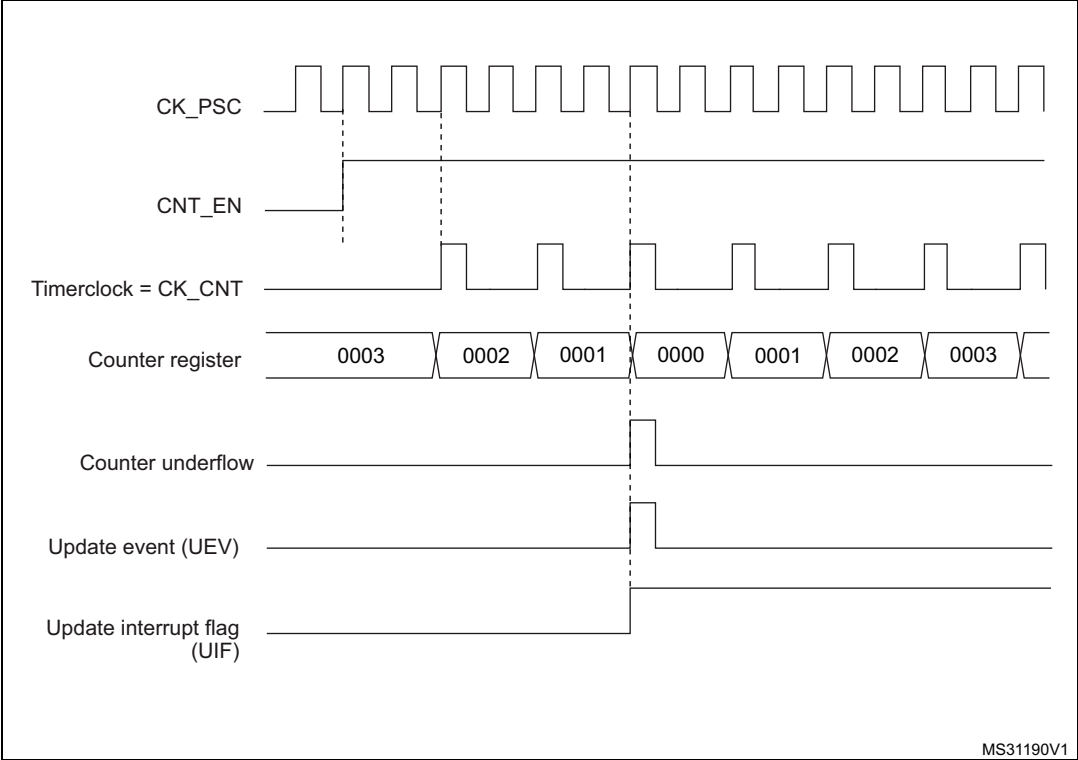 CK_PSC
CNT_EN
Timerclock = CK_CNT
Counter register
0003 0002 0001 0000 0001 0002 0003
Counter underflow
Update event (UEV)
Update interrupt flag
(UIF)
MS31190V1